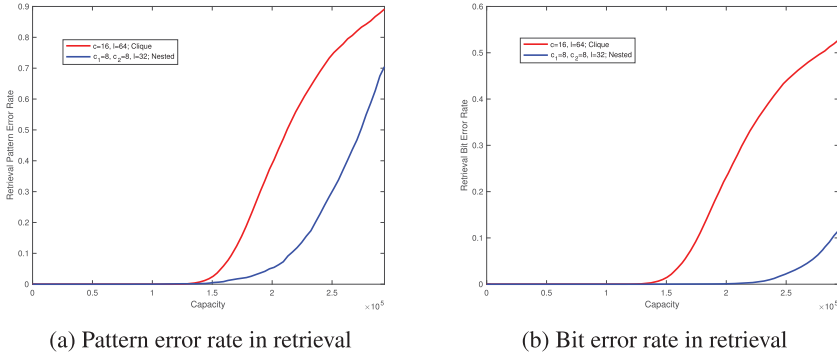 0.9
0.8
0.7
0.6
0.5
0.4
0.3
0.2
0.1
0
Retrieval Pattern Error Rate
c=16, l=64; Clique
c1=8, c2=8, l=32; Nested
0 0.5 1 1.5 2 2.5
Capacity ×10^5
(a) Pattern error rate in retrieval
0.6
0.5
0.4
0.3
0.2
0.1
0
Retrieval Bit Error Rate
c=16, l=64; Clique
c1=8, c2=8, l=32; Nested
0 0.5 1 1.5 2 2.5
Capacity ×10^5
(b) Bit error rate in retrieval